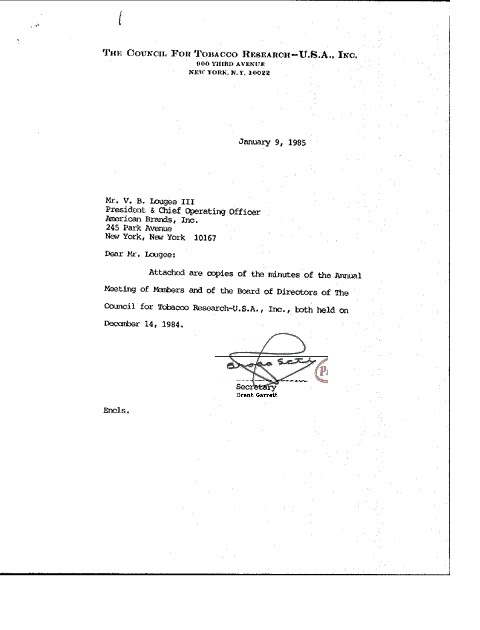 THE COUNCIL FOR TOBACCO RESEARCH-U.S.A., INC.
900 THIRD AVENUE
NEW YORK, N.Y. 10022
January 9, 1985
Mr. V. B. Lougee III
President & Chief Operating Officer
American Brands, Inc.
245 Park Avenue
New York, New York 10167
Dear Mr. Lougee:
Attached are copies of the minutes of the Annual
Meeting of Members and of the Board of Directors of The
Council for Tobacco Research-U.S.A., Inc., both held on
December 14, 1984.
Secretary
Brent Garrett
Encls.